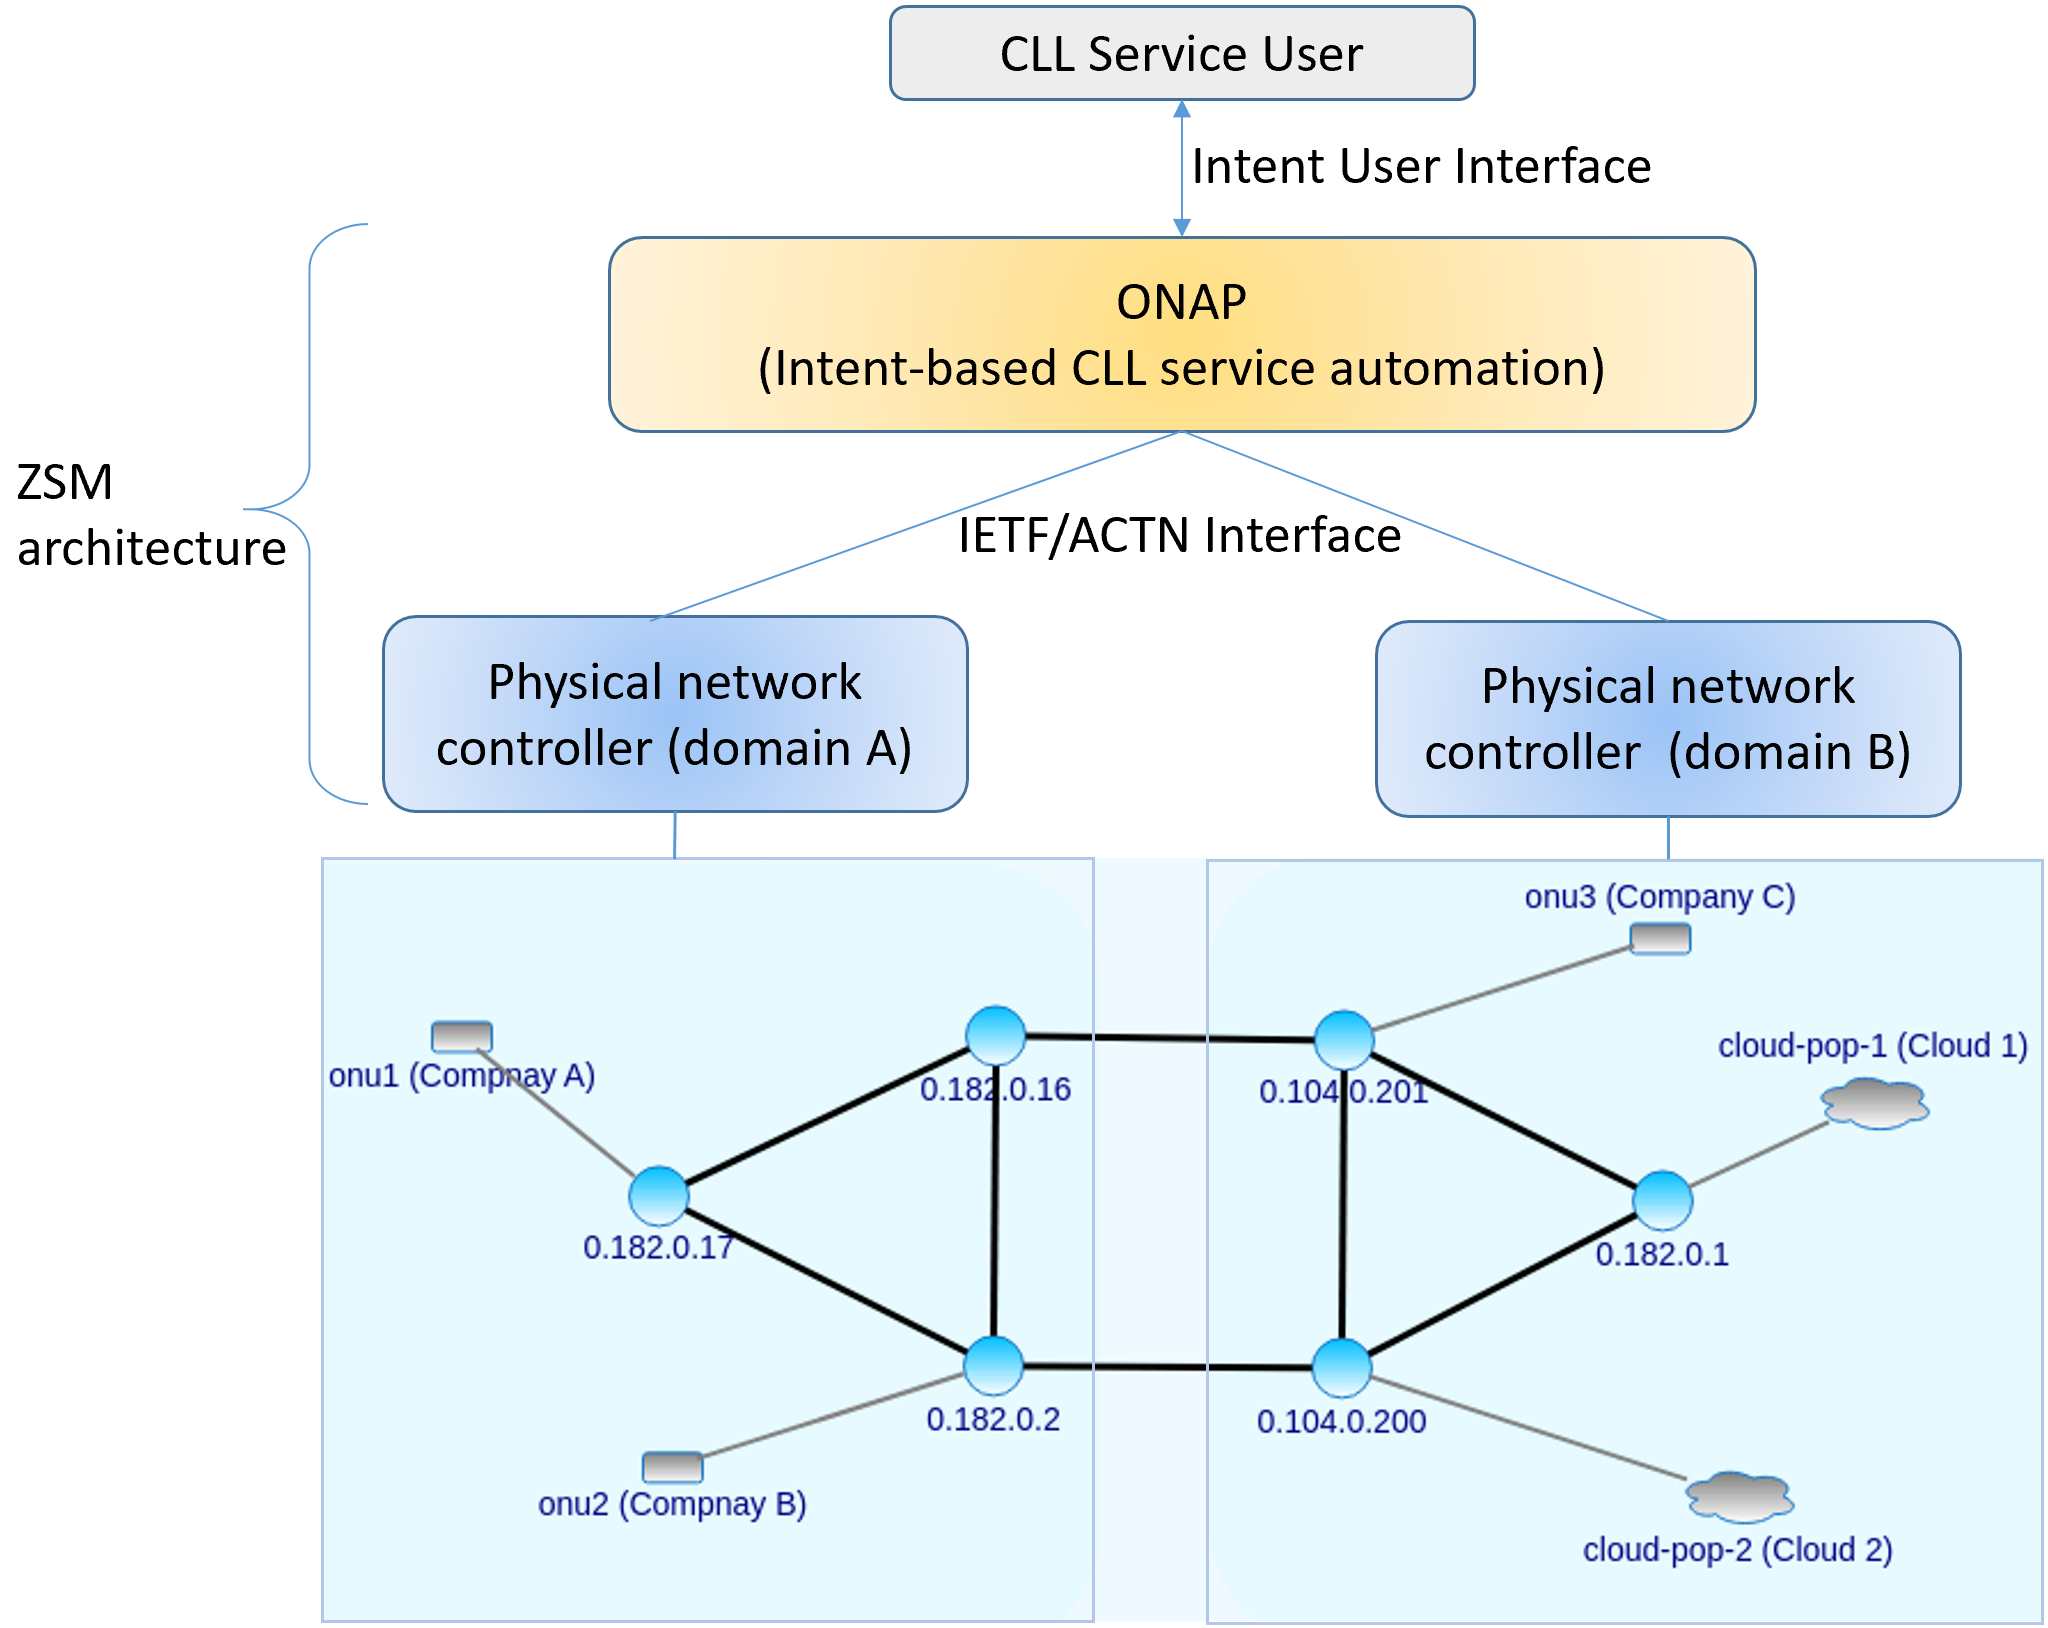 CLL Service User
Intent User Interface
ONAP
(Intent-based CLL service automation)
ZSM
architecture
IETF/ACTN Interface
Physical network
controller (domain A)
Physical network
controller  (domain B)
onu3 (Company C)
onu1 (Compnay A)
cloud-pop-1 (Cloud 1)
0.182.0.16
0.104.0.201
0.182.0.17
0.182.0.1
0.182.0.2
0.104.0.200
onu2 (Compnay B)
cloud-pop-2 (Cloud 2)